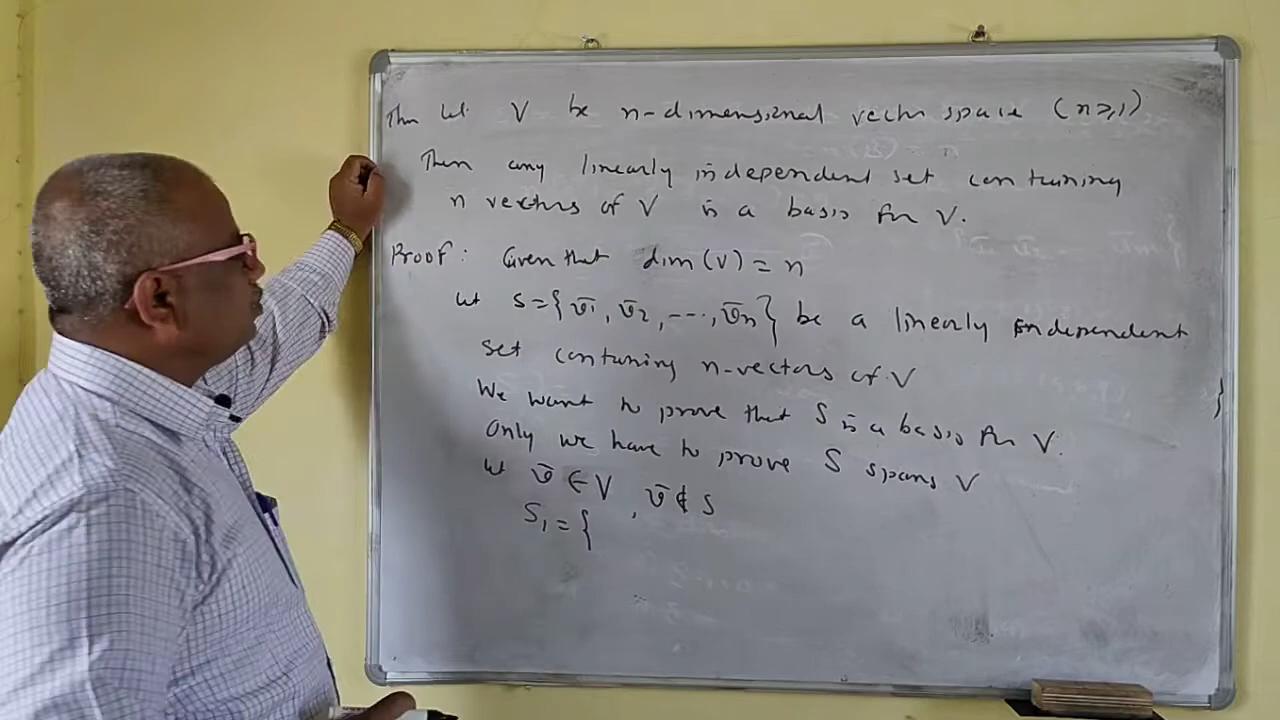 Thm Let V be n-dimensional vector space (n≥1)
Then any linearly independent set containing
n vectors of V is a basis for V.
Proof: Given that dim(V) = n
Let S={v̄1, v̄2, ---, v̄n} be a linearly independent
set containing n-vectors of V
We want to prove that S is a basis for V.
Only we have to prove S spans V
Let v̄ ∈ V, v̄ ∉ S
S1 = {